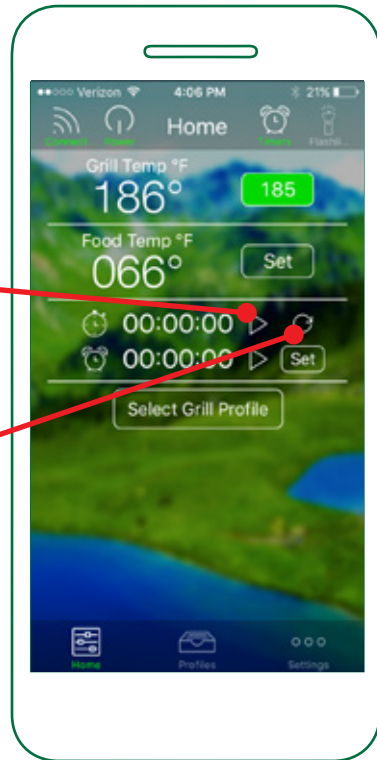 Verizon 4:06 PM 21%
Connect Power Home Timers Flashli...
Grill Temp °F
186° 185
Food Temp °F
066° Set
00:00:00
00:00:00 Set
Select Grill Profile
Home Profiles Settings